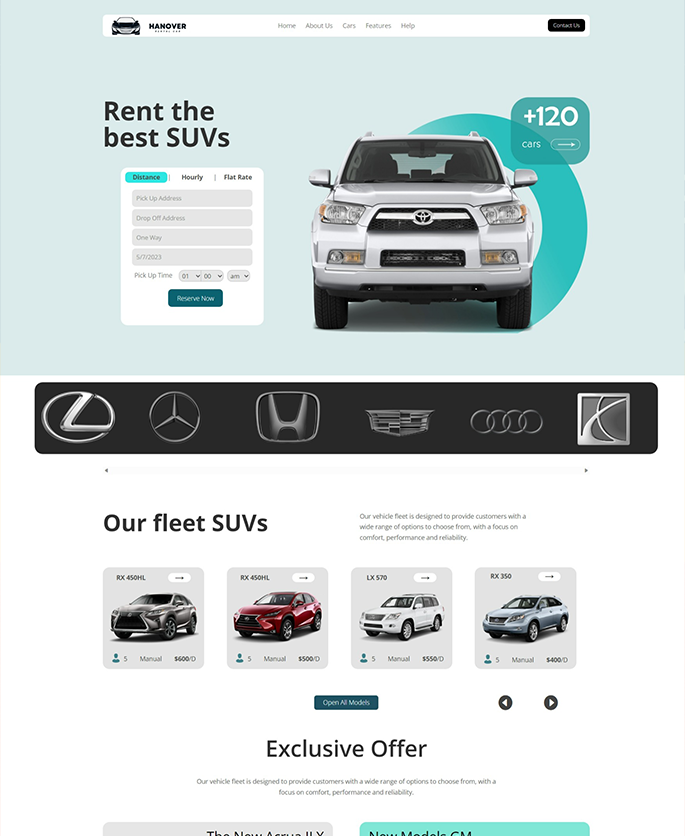 HANOVER
RENTAL CAR
Home About Us Cars Features Help
Contact Us
Rent the
best SUVs
+120
cars
Distance | Hourly | Flat Rate
Pick Up Address
Drop Off Address
One Way
5/7/2023
Pick Up Time 01 00 am
Reserve Now
Our fleet SUVs
Our vehicle fleet is designed to provide customers with a
wide range of options to choose from, with a focus on
comfort, performance and reliability.
RX 450HL
5 Manual $600/D
RX 450HL
5 Manual $500/D
LX 570
5 Manual $550/D
RX 350
5 Manual $400/D
Open All Models
Exclusive Offer
Our vehicle fleet is designed to provide customers with a wide range of options to choose from, with a
focus on comfort, performance and reliability.
The New Acrua ILX
New Models GM